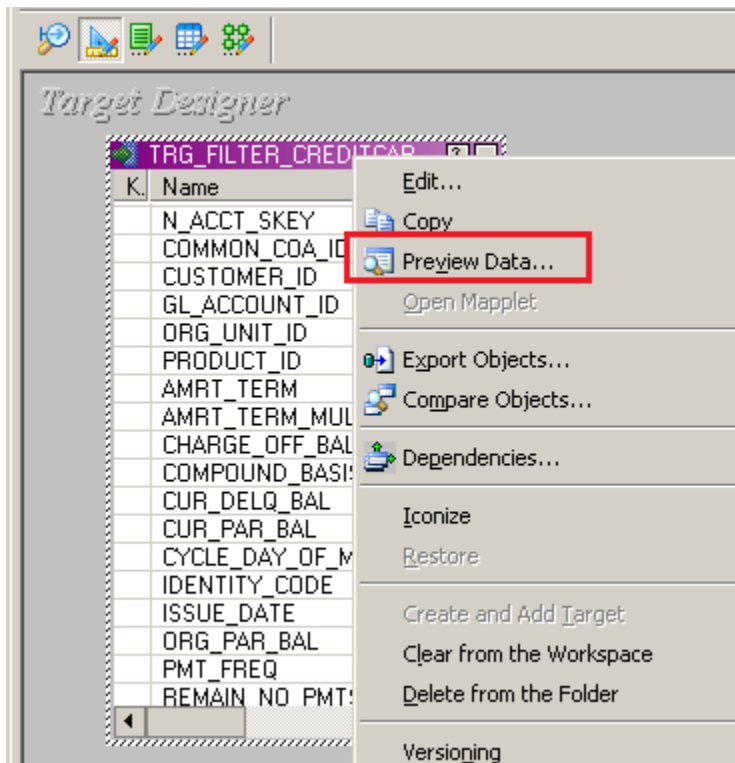 Target Designer
TRG_FILTER_CREDITCAR
K. Name
N_ACCT_SKEY
COMMON_COA_ID
CUSTOMER_ID
GL_ACCOUNT_ID
ORG_UNIT_ID
PRODUCT_ID
AMRT_TERM
AMRT_TERM_MUL
CHARGE_OFF_BAL
COMPOUND_BASI
CUR_DELQ_BAL
CUR_PAR_BAL
CYCLE_DAY_OF_M
IDENTITY_CODE
ISSUE_DATE
ORG_PAR_BAL
PMT_FREQ
REMAIN_NO_PMT
Edit...
Copy
Preview Data...
Open Mapplet
Export Objects...
Compare Objects...
Dependencies...
Iconize
Restore
Create and Add Target
Clear from the Workspace
Delete from the Folder
Versioning